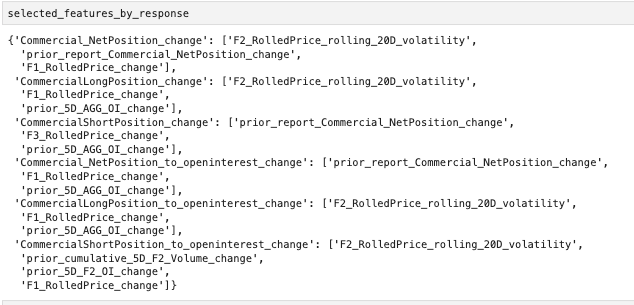 selected_features_by_response
{'Commercial_NetPosition_change': ['F2_RolledPrice_rolling_20D_volatility',
'prior_report_Commercial_NetPosition_change',
'F1_RolledPrice_change'],
'CommercialLongPosition_change': ['F2_RolledPrice_rolling_20D_volatility',
'F1_RolledPrice_change',
'prior_5D_AGG_OI_change'],
'CommercialShortPosition_change': ['prior_report_Commercial_NetPosition_change',
'F3_RolledPrice_change',
'prior_5D_AGG_OI_change'],
'Commercial_NetPosition_to_openinterest_change': ['prior_report_Commercial_NetPosition_change',
'F1_RolledPrice_change',
'prior_5D_AGG_OI_change'],
'CommercialLongPosition_to_openinterest_change': ['F2_RolledPrice_rolling_20D_volatility',
'F1_RolledPrice_change',
'prior_5D_AGG_OI_change'],
'CommercialShortPosition_to_openinterest_change': ['F2_RolledPrice_rolling_20D_volatility',
'prior_cumulative_5D_F2_Volume_change',
'prior_5D_F2_OI_change',
'F1_RolledPrice_change']}